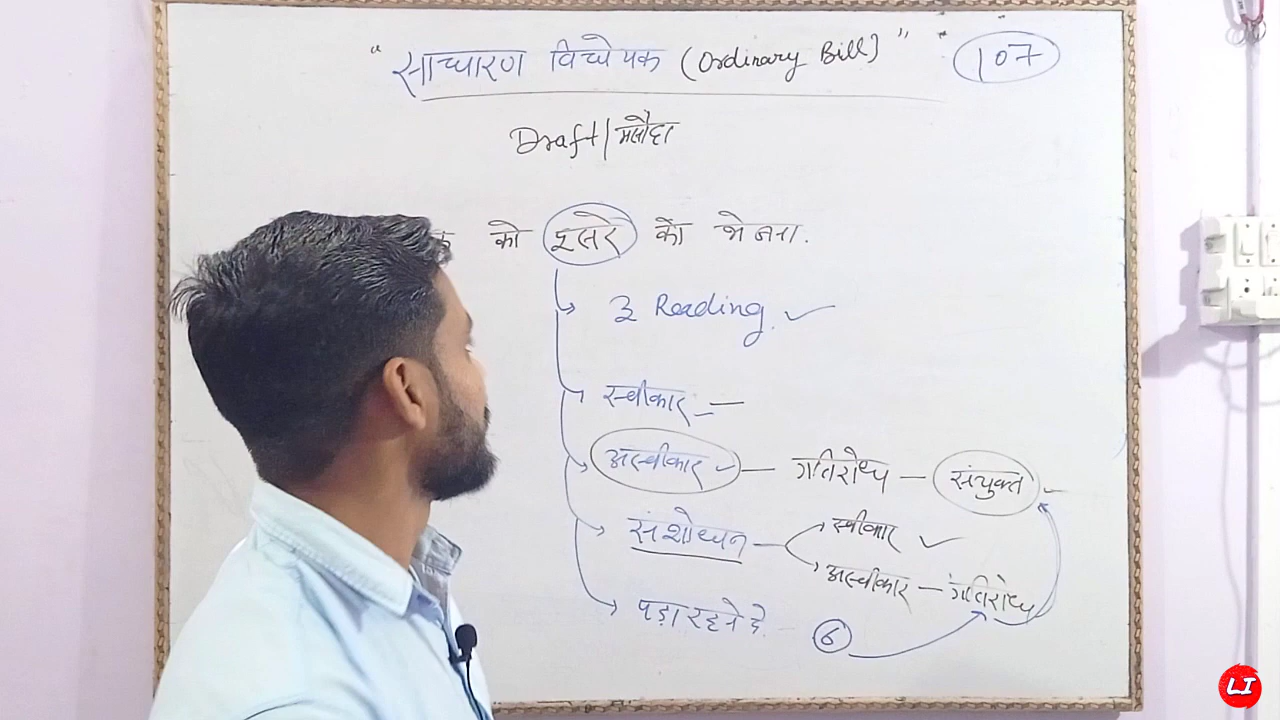 "साधारण विधेयक (Ordinary Bill)" 107
Draft/मसौदा
को दूसरे को भेजना.
3 Reading.
स्वीकार
अस्वीकार — गतिरोध — संयुक्त
संशोधन — स्वीकार
अस्वीकार — गतिरोध
पड़ा रहने दे 6
LI